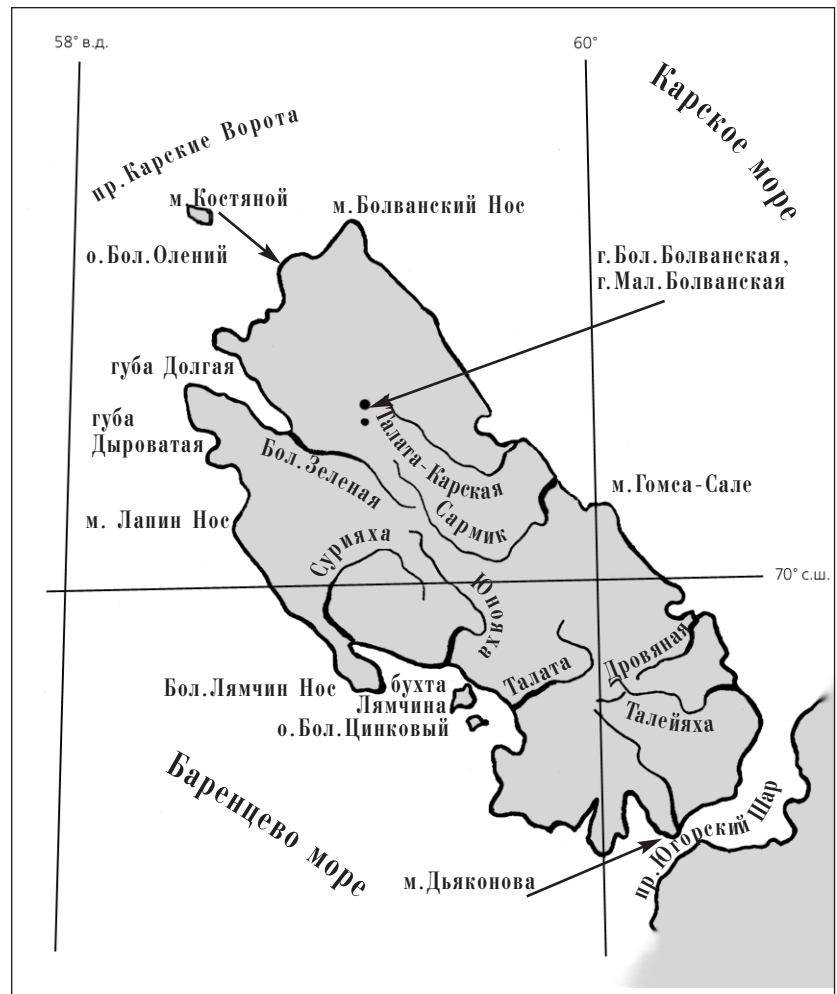 58° в.д.
60°
Карское море
пр.Карские Ворота
м.Костяной
м.Болванский Нос
о.Бол.Олений
г.Бол.Болванская,
г.Мал.Болванская
губа Долгая
губа
Дыроватая
Бол.Зеленая
Талата-Карская
Сармик
м.Гомса-Сале
м. Лапин Нос
Сурияха
Юнояха
70° с.ш.
Дровяная
Талата
Бол.Лямчин Нос
бухта
Лямчина
Талейяха
о.Бол.Цинковый
Баренцево море
пр.Югорский Шар
м.Дьяконова